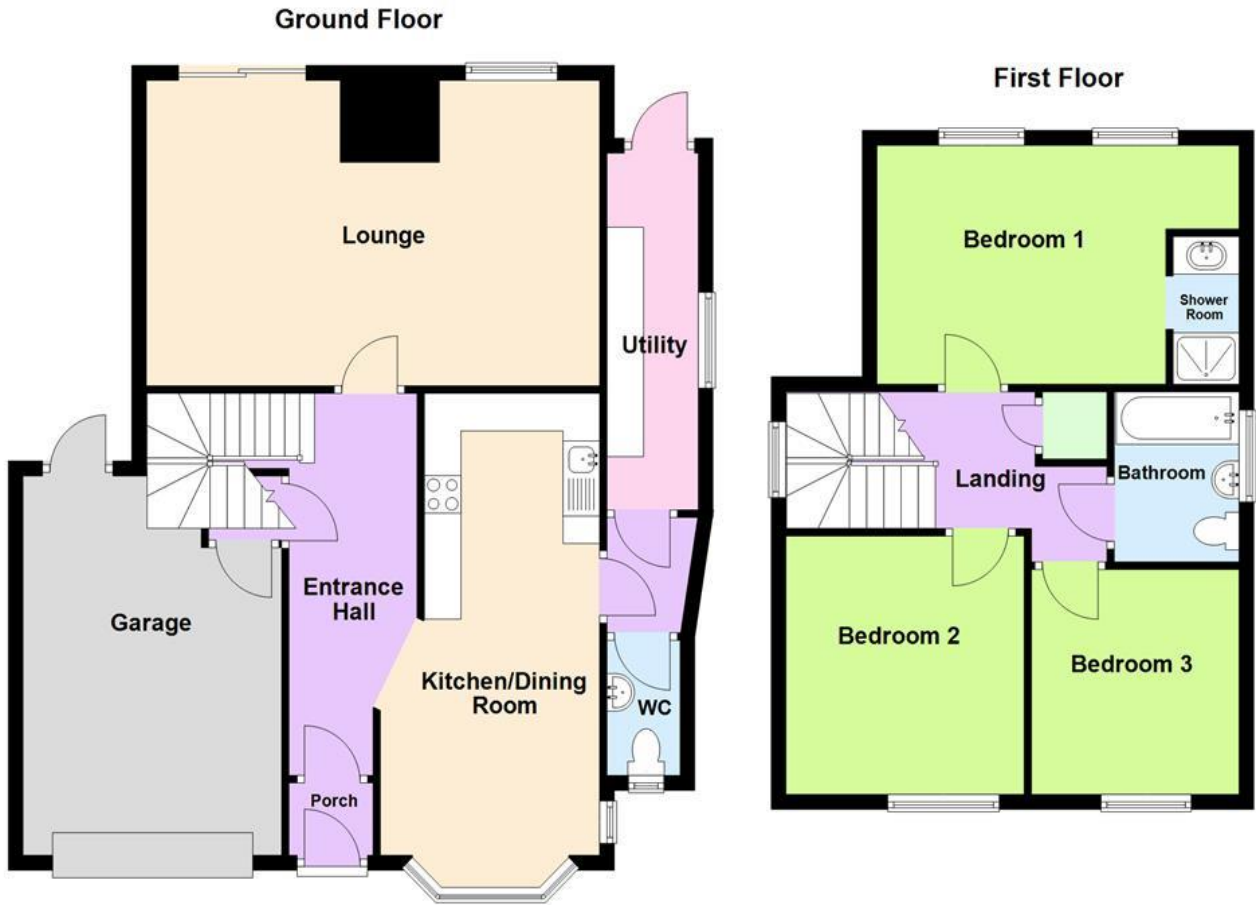 Ground Floor
Lounge
Utility
Garage
Entrance
Hall
Kitchen/Dining
Room
WC
Porch
First Floor
Bedroom 1
Shower
Room
Landing
Bathroom
Bedroom 2
Bedroom 3